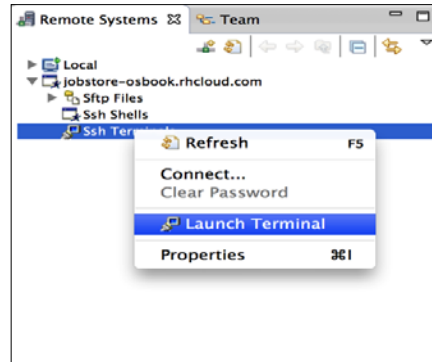 Remote Systems Team
Local
jobstore-osbook.rhcloud.com
Sftp Files
Ssh Shells
Ssh Terminals
Refresh F5
Connect...
Clear Password
Launch Terminal
Properties ⌘I